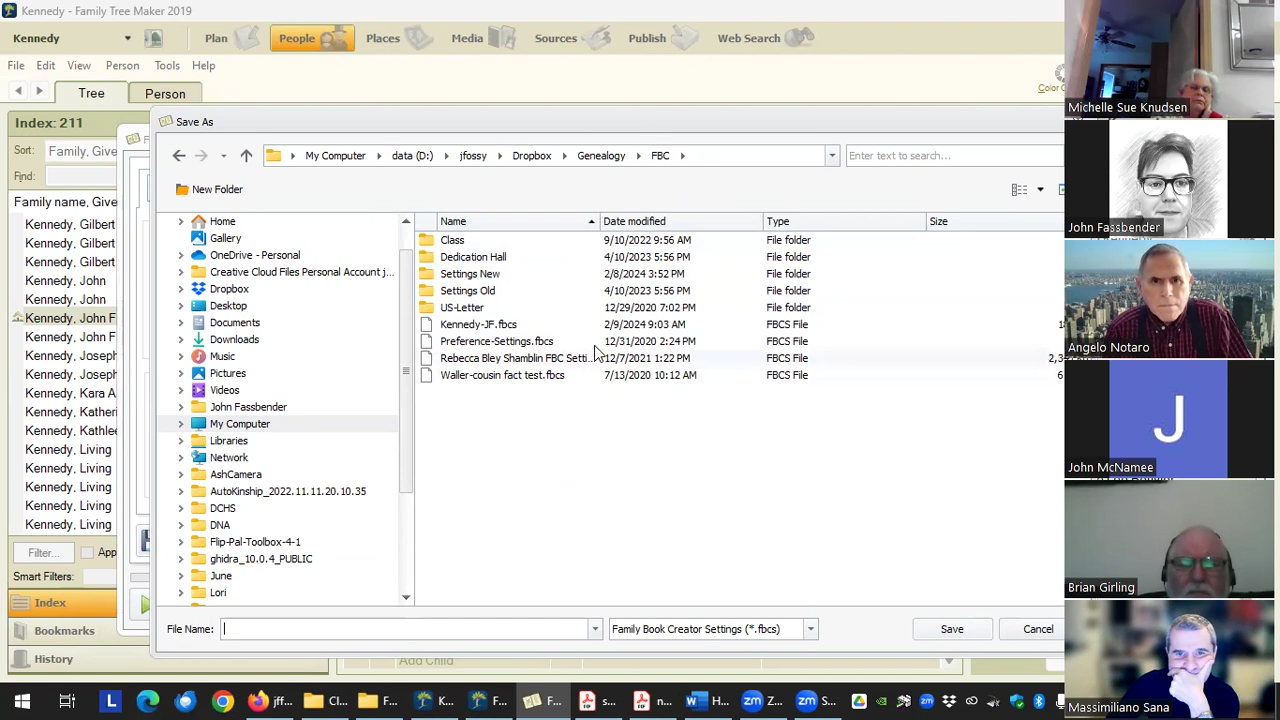 Kennedy - Family Tree Maker 2019
Kennedy
Plan
People
Places
Media
Sources
Publish
Web Search
File Edit View Person Tools Help
Tree
Person
Color C
Index: 211
Sort: Family, Give
Find:
Family name, Given
Kennedy, Gilbert
Kennedy, Gilbert
Kennedy, Gilbert
Kennedy, John
Kennedy, John
Kennedy, John F
Kennedy, John F
Kennedy, Joseph
Kennedy, Joseph
Kennedy, Kara A
Kennedy, Katheri
Kennedy, Kathlee
Kennedy, Living
Kennedy, Living
Kennedy, Living
Kennedy, Living
Kennedy, Living
Filter...
App
Smart Filters:
Index
Bookmarks
History
Save As
My Computer
data (D:)
jfossy
Dropbox
Genealogy
FBC
Enter text to search...
New Folder
Home
Gallery
OneDrive - Personal
Creative Cloud Files Personal Account j...
Dropbox
Desktop
Documents
Downloads
Music
Pictures
Videos
John Fassbender
My Computer
Libraries
Network
AshCamera
AutoKinship_2022.11.11.20.10.35
DCHS
DNA
Flip-Pal-Toolbox-4-1
ghidra_10.0.4_PUBLIC
June
Lori
Name Date modified Type Size
Class 9/10/2022 9:56 AM File folder
Dedication Hall 4/10/2023 5:56 PM File folder
Settings New 2/8/2024 3:52 PM File folder
Settings Old 4/10/2023 5:56 PM File folder
US-Letter 12/29/2020 7:02 PM File folder
Kennedy-JF.fbcs 2/9/2024 9:03 AM FBCS File
Preference-Settings.fbcs 12/31/2020 2:24 PM FBCS File
Rebecca Bley Shamblin FBC Setti... 12/7/2021 1:22 PM FBCS File 2,3
Waller-cousin fact test.fbcs 7/13/2020 10:12 AM FBCS File 6
File Name:
Family Book Creator Settings (*.fbcs)
Save
Cancel
Add Child
L
jff...
Cl...
F...
K...
F...
F...
s...
n...
H...
zm Z...
zm S...
Michelle Sue Knudsen
John Fassbender
Angelo Notaro
J
John McNamee
Brian Girling
Massimiliano Sana